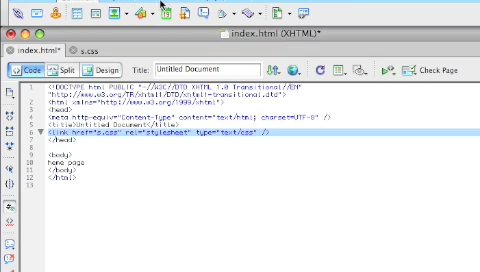 index.html (XHTML)*
index.html* s.css
Code Split Design Title: Untitled Document Check Page
1 <!DOCTYPE html PUBLIC "-//W3C//DTD XHTML 1.0 Transitional//EN"
"http://www.w3.org/TR/xhtml1/DTD/xhtml1-transitional.dtd">
2 <html xmlns="http://www.w3.org/1999/xhtml">
3 <head>
4 <meta http-equiv="Content-Type" content="text/html; charset=UTF-8" />
5 <title>Untitled Document</title>
6 <link href="s.css" rel="stylesheet" type="text/css" />
7 </head>
8
9 <body>
10 home page
11 </body>
12 </html>
13